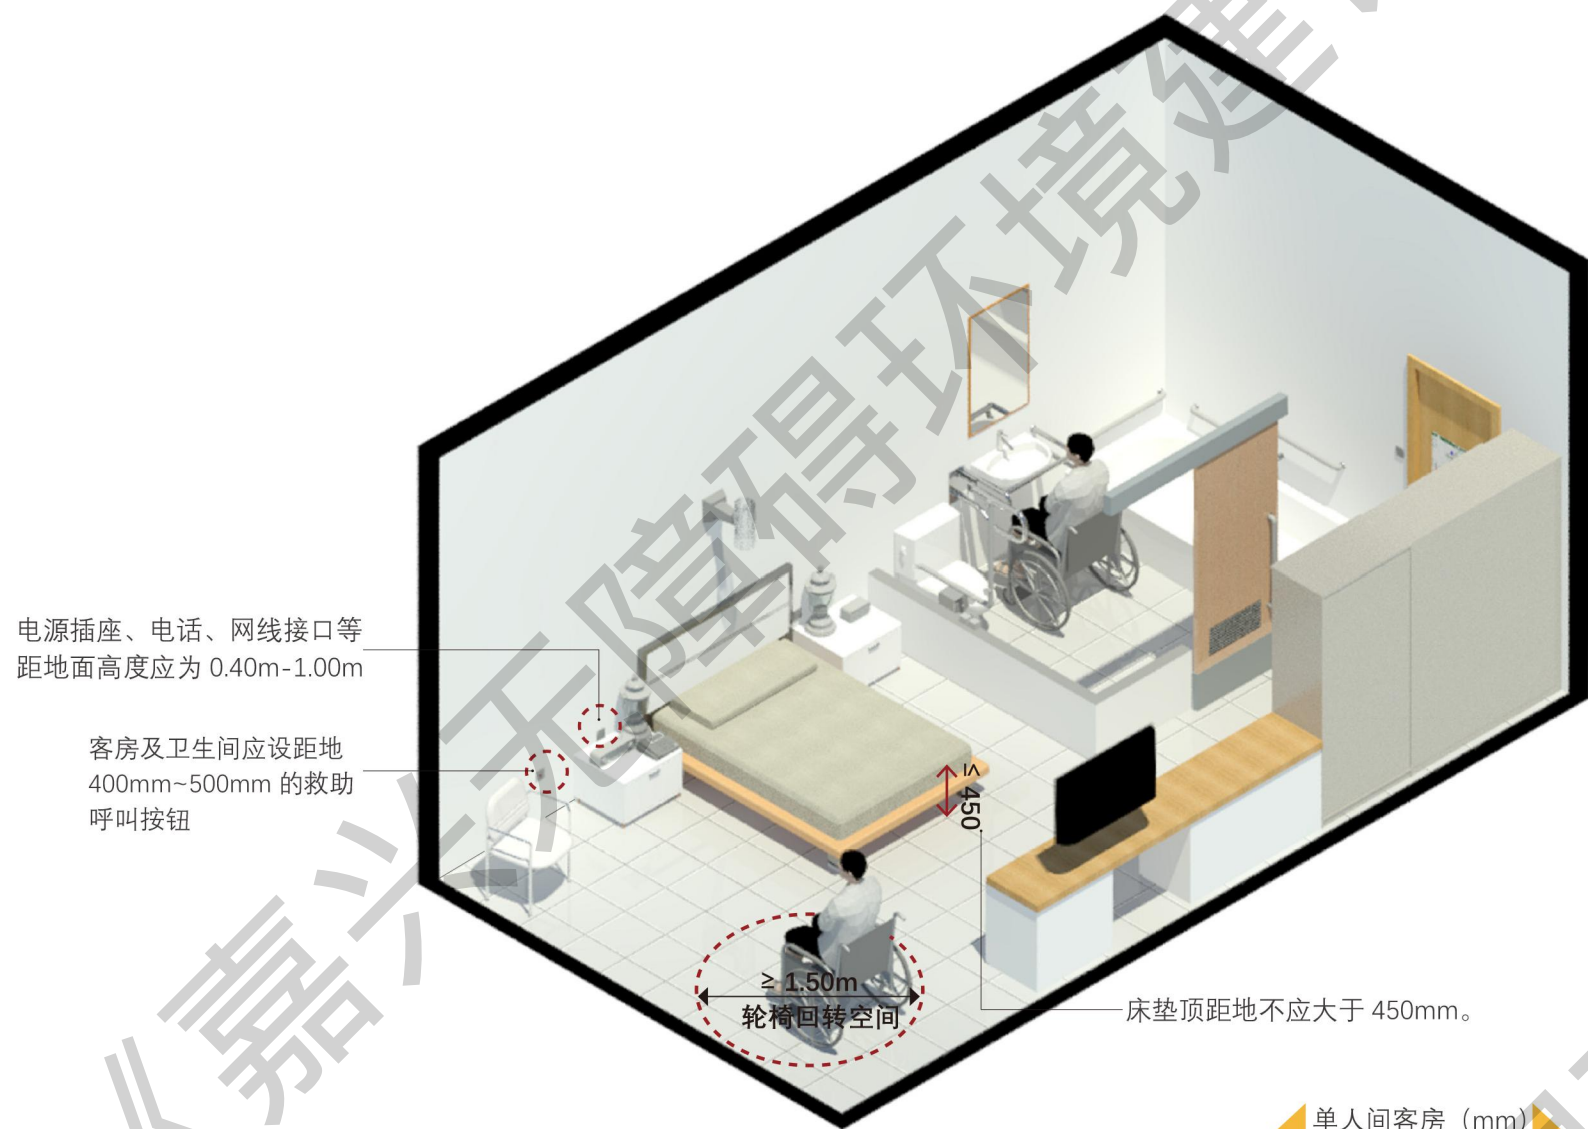 电源插座、电话、网线接口等
距地面高度应为 0.40m-1.00m
客房及卫生间应设距地
400mm~500mm 的救助
呼叫按钮
≤ 450
≥ 1.50m
轮椅回转空间
床垫顶距地不应大于 450mm。
单人间客房（mm）
《嘉兴无障碍环境建